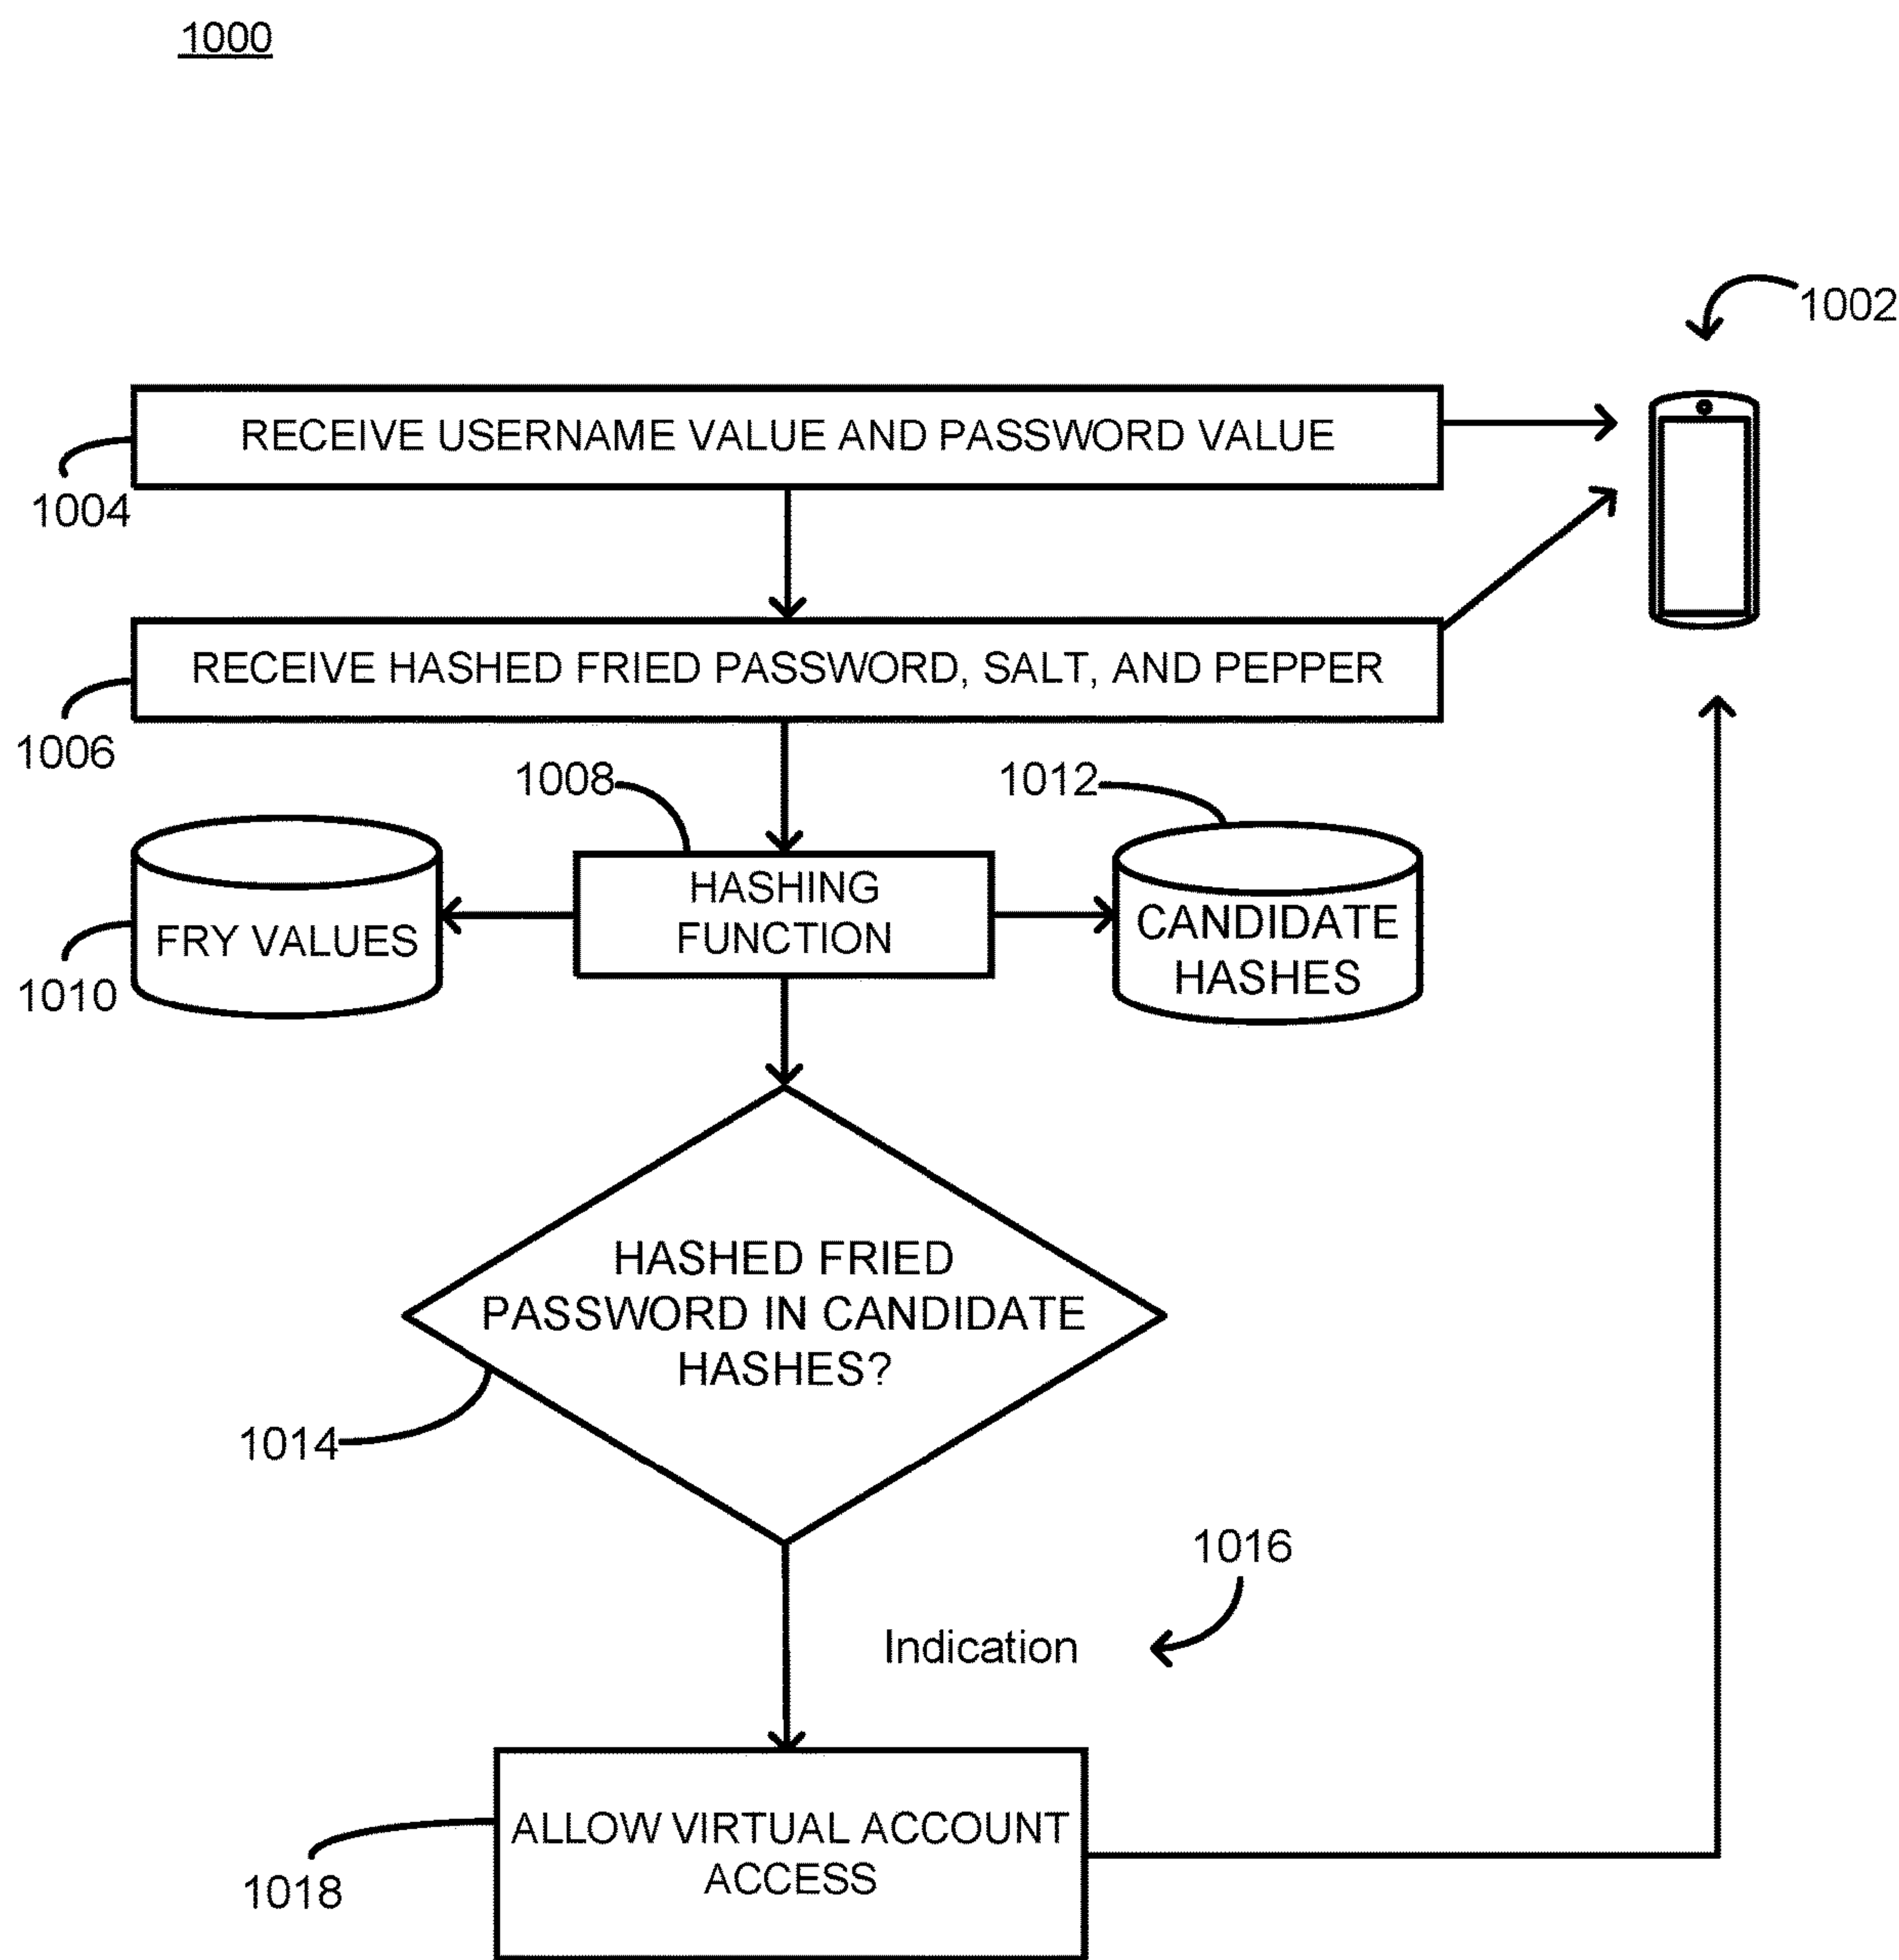 1000
1002
RECEIVE USERNAME VALUE AND PASSWORD VALUE
1004
RECEIVE HASHED FRIED PASSWORD, SALT, AND PEPPER
1006
1008
1012
HASHING
FUNCTION
FRY VALUES
CANDIDATE
HASHES
1010
HASHED FRIED
PASSWORD IN CANDIDATE
HASHES?
1014
1016
Indication
ALLOW VIRTUAL ACCOUNT
ACCESS
1018